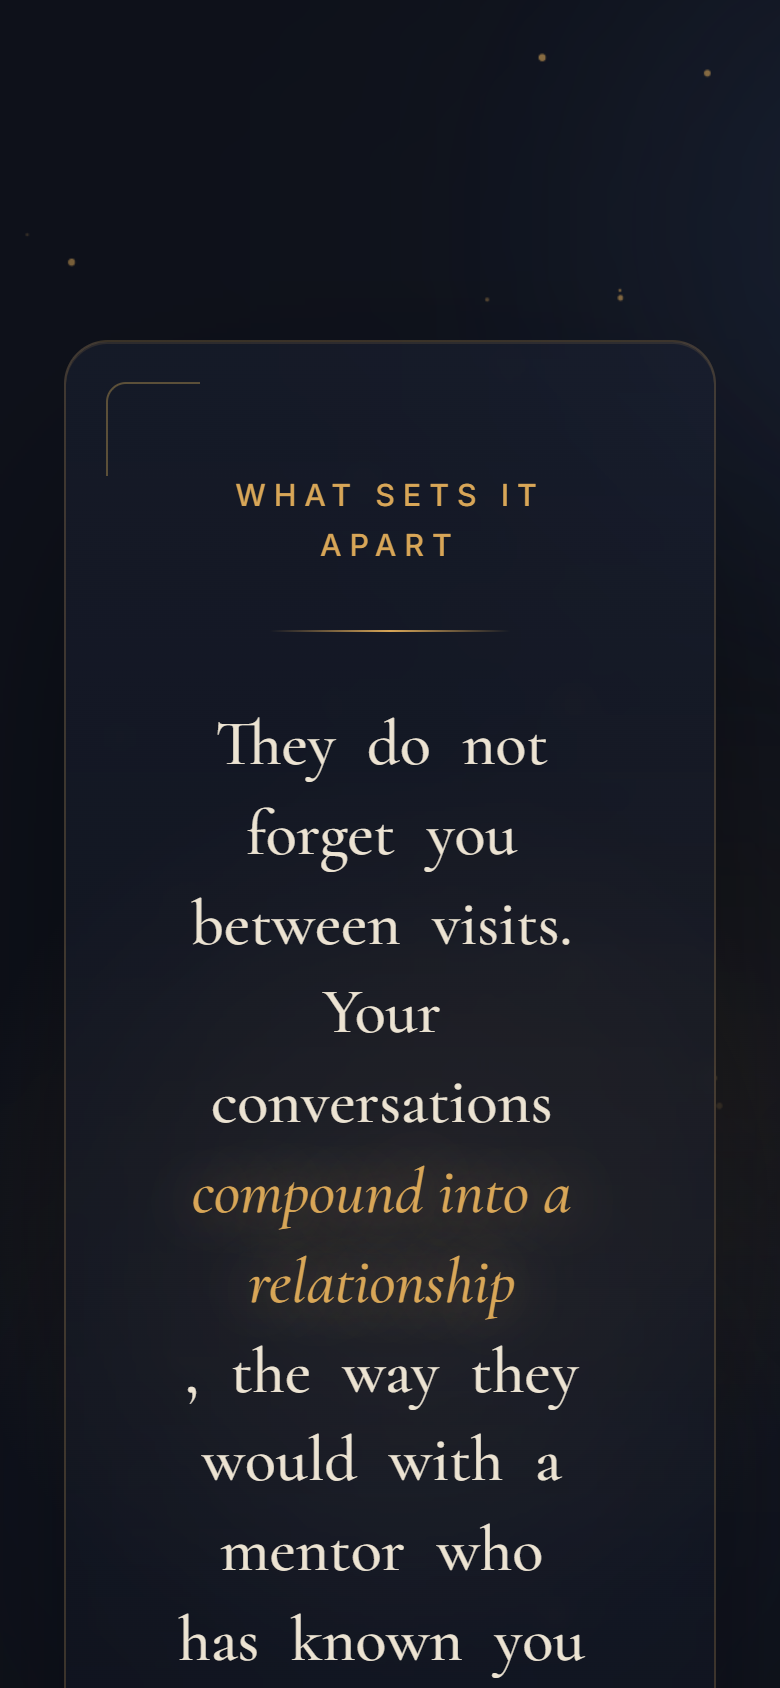 WHAT SETS IT
APART
They do not
forget you
between visits.
Your
conversations
compound into a
relationship
, the way they
would with a
mentor who
has known you